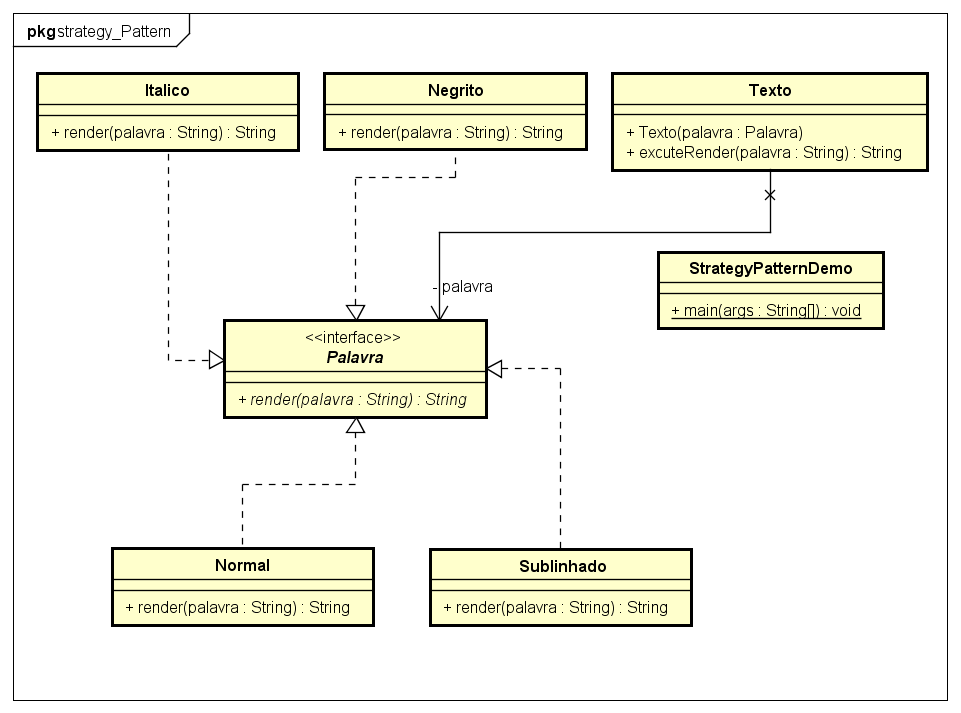 pkg strategy_Pattern
Italico
+ render(palavra : String) : String
Negrito
+ render(palavra : String) : String
Texto
+ Texto(palavra : Palavra)
+ excuteRender(palavra : String) : String
StrategyPatternDemo
+ main(args : String[]) : void
- palavra
<<interface>>
Palavra
+ render(palavra : String) : String
Normal
+ render(palavra : String) : String
Sublinhado
+ render(palavra : String) : String